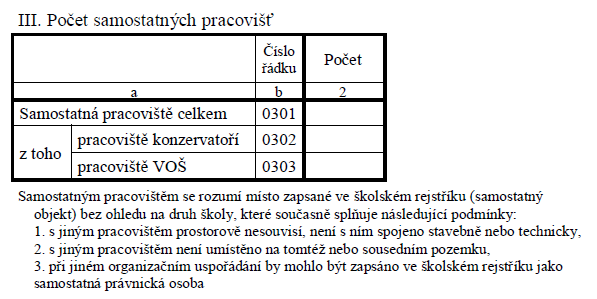 III. Počet samostatných pracovišť
Číslo
řádku
Počet
a
b
2
Samostatná pracoviště celkem
0301
z toho
pracoviště konzervatoří
0302
pracoviště VOŠ
0303
Samostatným pracovištěm se rozumí místo zapsané ve školském rejstříku (samostatný
objekt) bez ohledu na druh školy, které současně splňuje následující podmínky:
1. s jiným pracovištěm prostorově nesouvisí, není s ním spojeno stavebně nebo technicky,
2. s jiným pracovištěm není umístěno na tomtéž nebo sousedním pozemku,
3. při jiném organizačním uspořádání by mohlo být zapsáno ve školském rejstříku jako
samostatná právnická osoba